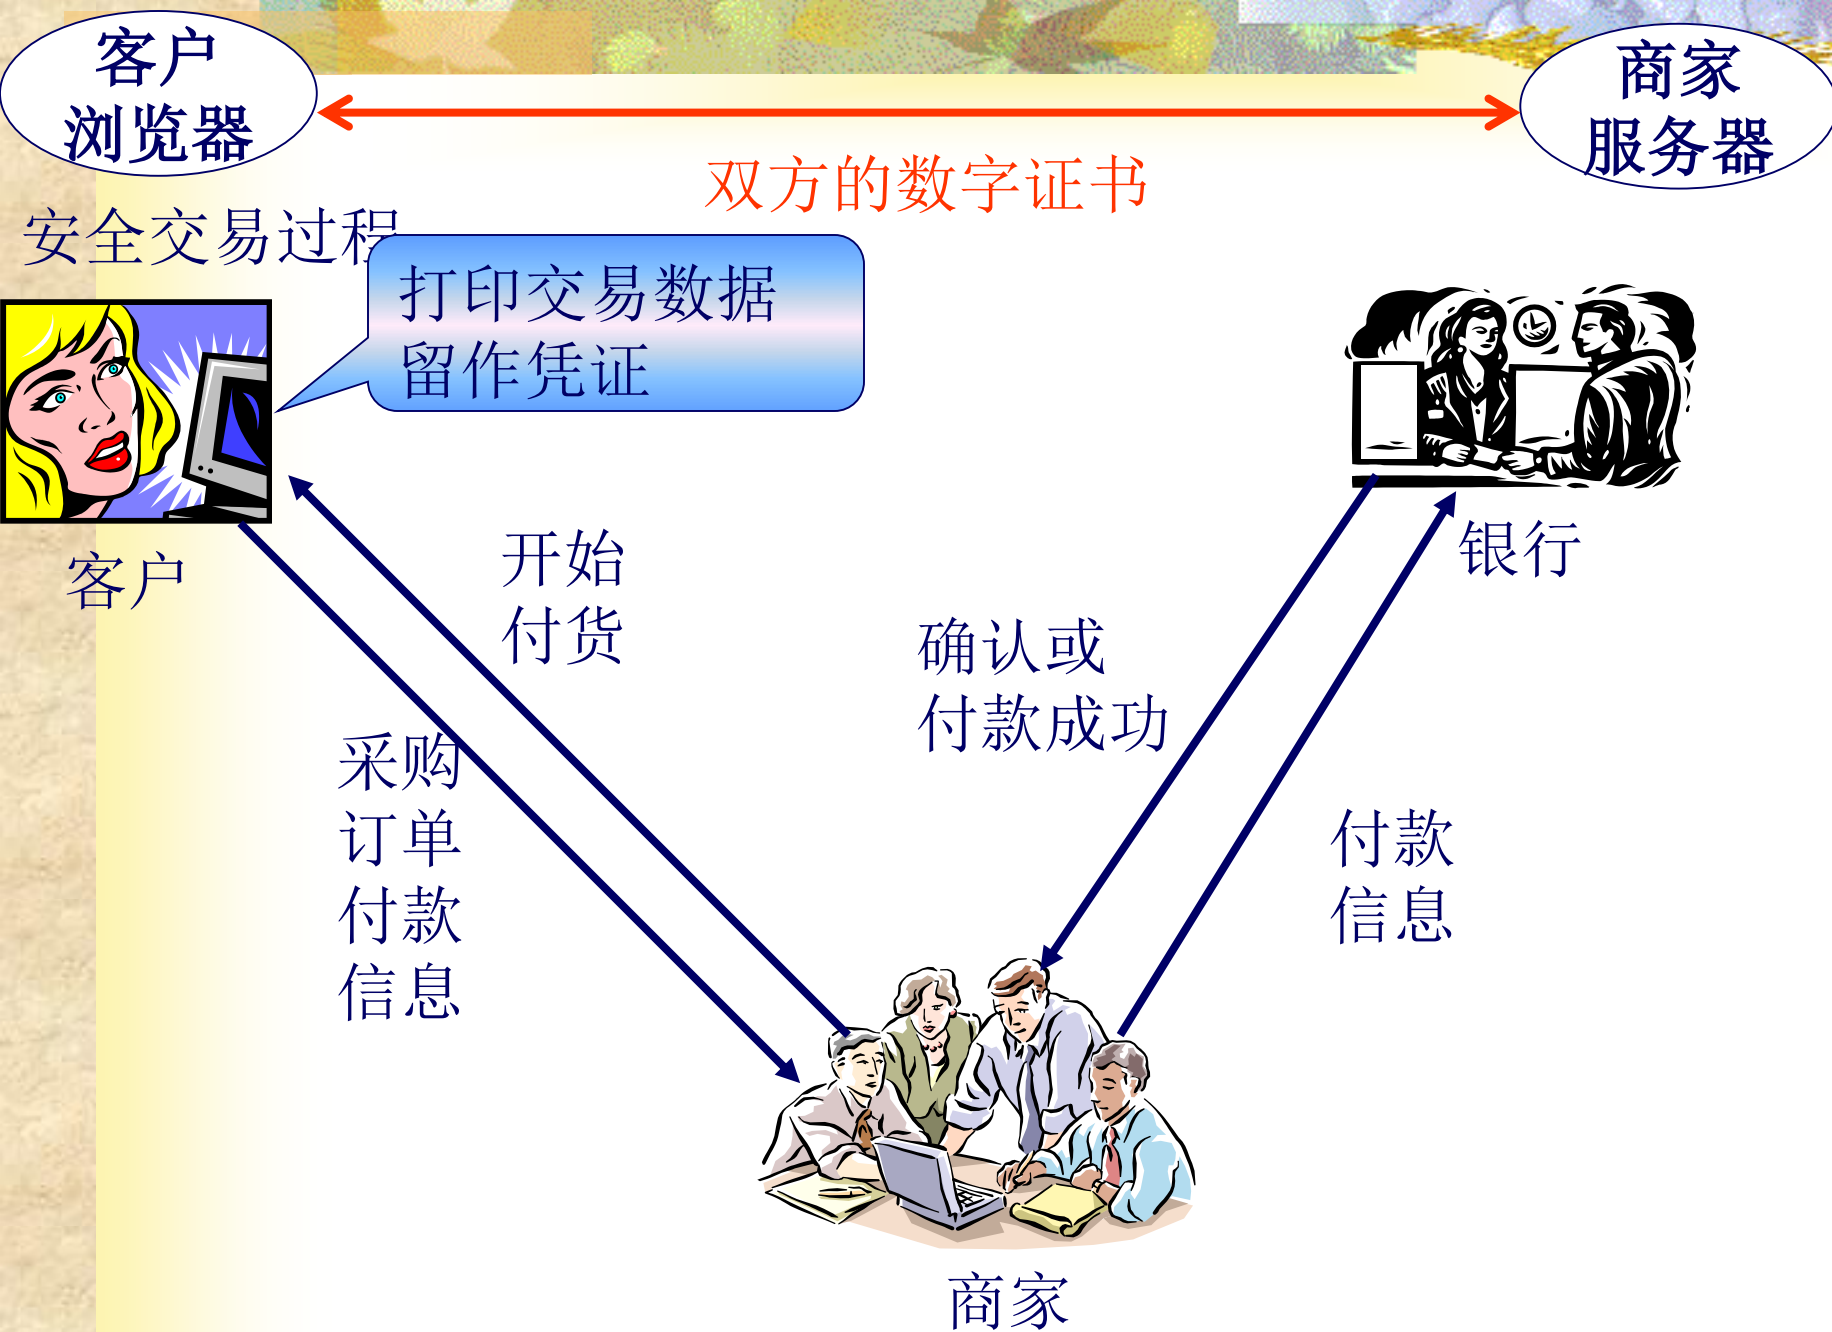 客户
浏览器
商家
服务器
双方的数字证书
安全交易过程
打印交易数据
留作凭证
客户
银行
开始
付货
确认或
付款成功
采购
订单
付款
信息
付款
信息
商家